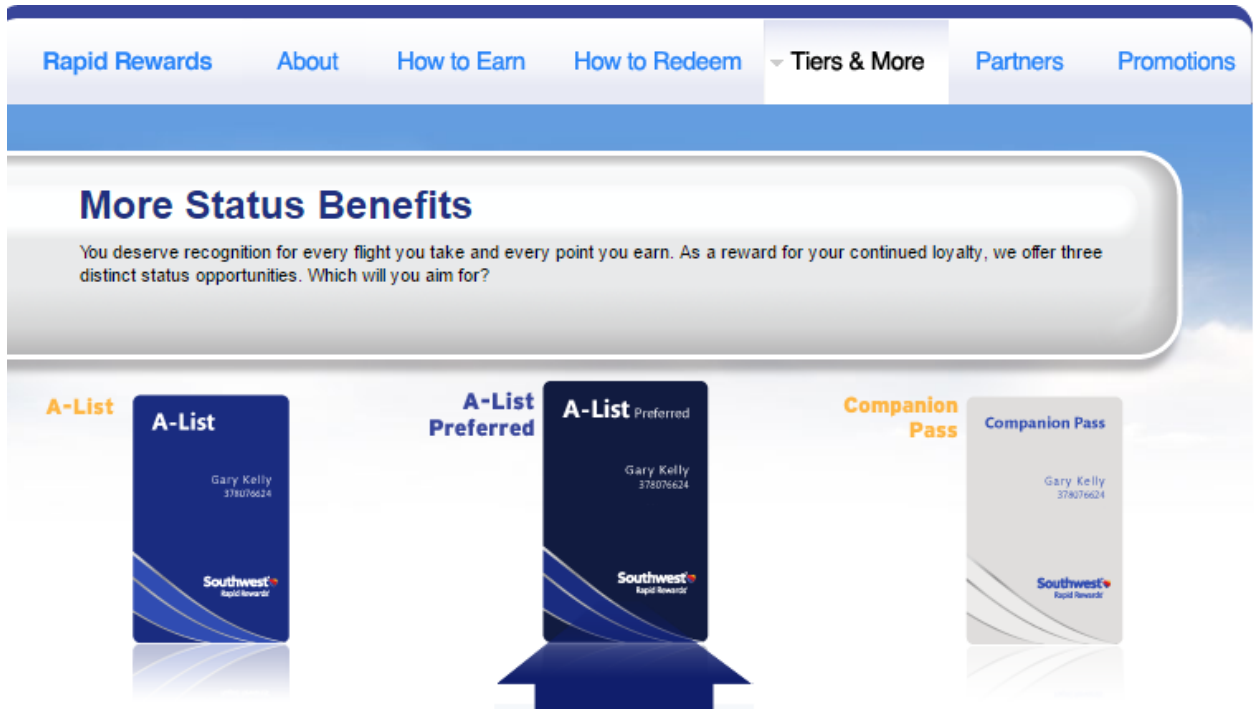 Rapid Rewards About How to Earn How to Redeem Tiers & More Partners Promotions
More Status Benefits
You deserve recognition for every flight you take and every point you earn. As a reward for your continued loyalty, we offer three
distinct status opportunities. Which will you aim for?
A-List
A-List
Gary Kelly
378076624
Southwest
Rapid Rewards
A-List
Preferred
A-List Preferred
Gary Kelly
378076624
Southwest
Rapid Rewards
Companion
Pass
Companion Pass
Gary Kelly
378076624
Southwest
Rapid Rewards